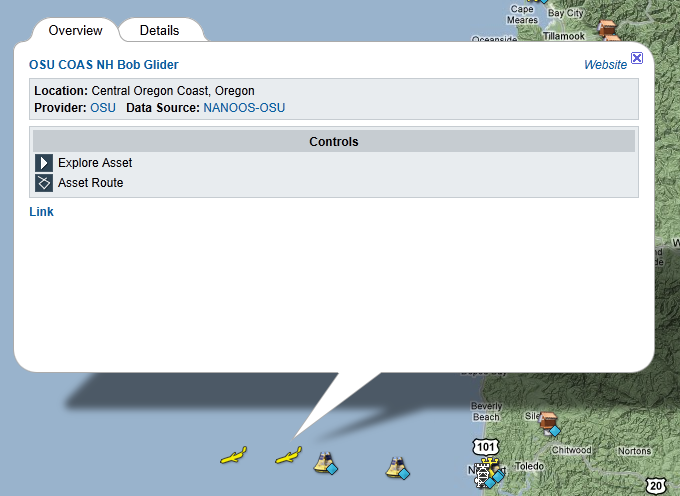 Cape
Meares
Bay City
Tillamook
Oceanside
Overview
Details
OSU COAS NH Bob Glider
Website
Location: Central Oregon Coast, Oregon
Provider: OSU Data Source: NANOOS-OSU
Controls
Explore Asset
Asset Route
Link
Beverly
Beach
101
Toledo
Chitwood
Nortons
20